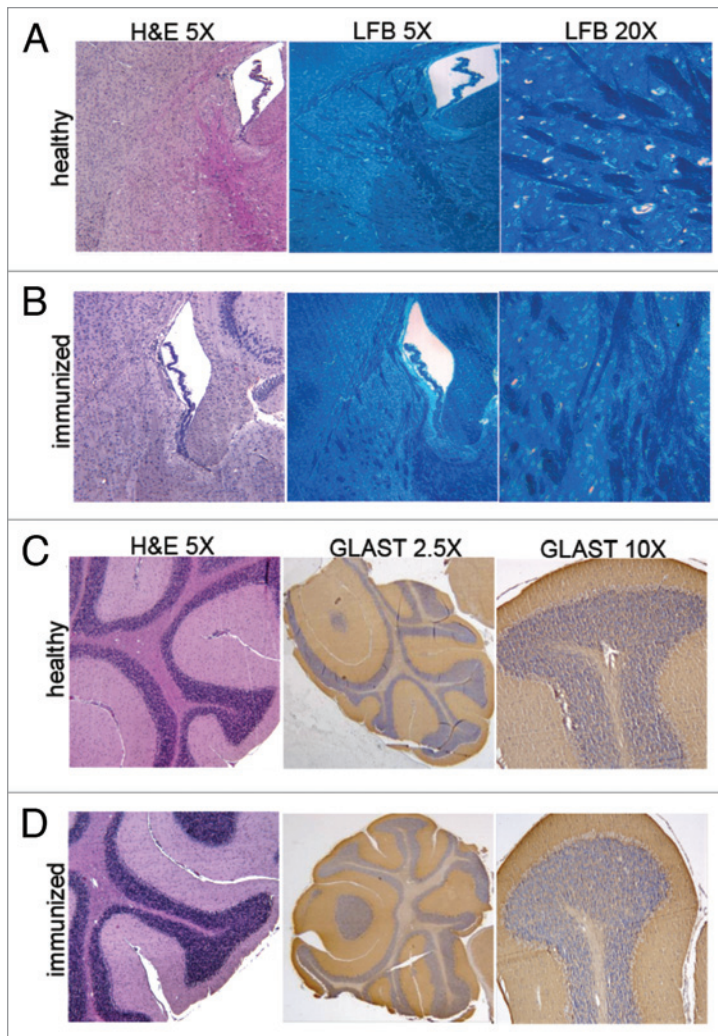 A
H&E 5X LFB 5X LFB 20X
healthy
B
immunized
C
H&E 5X GLAST 2.5X GLAST 10X
healthy
D
immunized